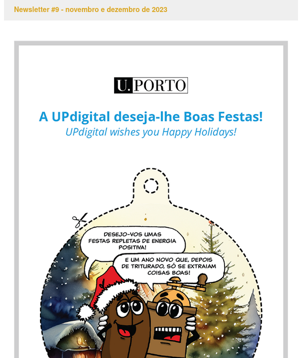 Newsletter #9 - novembro e dezembro de 2023
U. PORTO
A UPdigital deseja-lhe Boas Festas!
UPdigital wishes you Happy Holidays!
DESEJO-VOS UMAS
FESTAS REPLETAS DE ENERGIA
POSITIVA!
E UM ANO NOVO QUE, DEPOIS
DE TRITURADO, SÓ SE EXTRAIAM
COISAS BOAS!